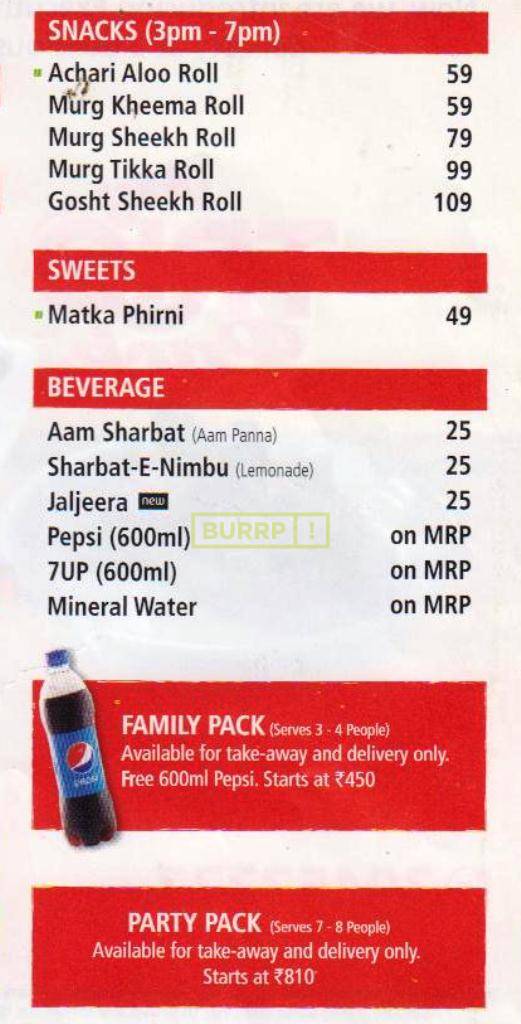 SNACKS (3pm - 7pm)
Achari Aloo Roll 59
Murg Kheema Roll 59
Murg Sheekh Roll 79
Murg Tikka Roll 99
Gosht Sheekh Roll 109
SWEETS
Matka Phirni 49
BEVERAGE
Aam Sharbat (Aam Panna) 25
Sharbat-E-Nimbu (Lemonade) 25
Jaljeera new 25
Pepsi (600ml) on MRP
BURRP!
7UP (600ml) on MRP
Mineral Water on MRP
FAMILY PACK (Serves 3 - 4 People)
Available for take-away and delivery only.
Free 600ml Pepsi. Starts at ₹450
PEPSI
PARTY PACK (Serves 7 - 8 People)
Available for take-away and delivery only.
Starts at ₹810